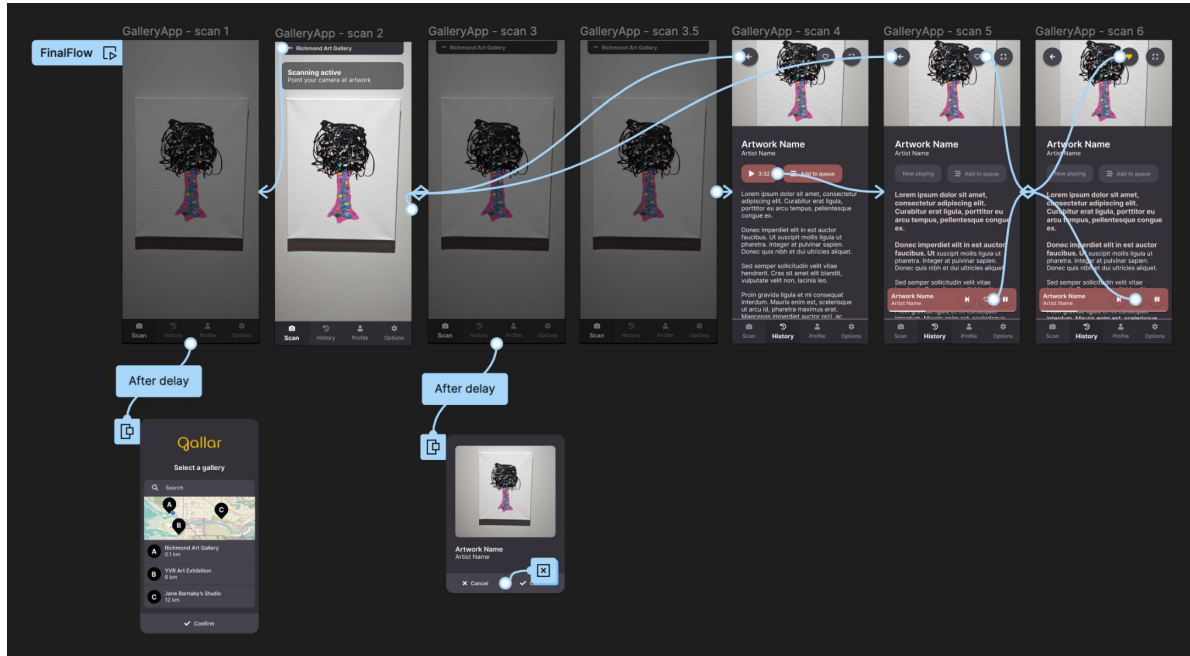 FinalFlow
GalleryApp - scan 1
GalleryApp - scan 2
GalleryApp - scan 3
GalleryApp - scan 3.5
GalleryApp - scan 4
GalleryApp - scan 5
GalleryApp - scan 6
Scan
History
Profile
Options
Richmond Art Gallery
Scanning active
Point your camera at artwork
Scan
History
Profile
Options
Richmond Art Gallery
Scan
History
Profile
Options
Richmond Art Gallery
Scan
History
Profile
Options
Artwork Name
Artist Name
3:32
Add to queue
Lorem ipsum dolor sit amet, consectetur
adipiscing elit. Curabitur erat ligula,
porttitor eu arcu tempus, pellentesque
congue ex.
Donec imperdiet elit in est auctor
faucibus. Ut suscipit mollis ligula ut
pharetra. Integer at pulvinar sapien.
Donec quis nibh et dui ultricies aliquet.
Sed semper sollicitudin velit vitae
hendrerit. Cras sit amet elit blandit,
vulputate velit non, lacinia leo.
Proin gravida ligula et mi consequat
interdum. Mauris enim est, scelerisque
ut arcu id, pharetra maximus erat.
Maecenas imperdiet auctor orci, ac
Scan
History
Profile
Options
Artwork Name
Artist Name
Now playing
Add to queue
Lorem ipsum dolor sit amet,
consectetur adipiscing elit.
Curabitur erat ligula, porttitor eu
arcu tempus, pellentesque congue
ex.
Donec imperdiet elit in est auctor
faucibus. Ut suscipit mollis ligula ut
pharetra. Integer at pulvinar sapien.
Donec quis nibh et dui ultricies aliquet.
Sed semper sollicitudin velit vitae
Artwork Name
Artist Name
Scan
History
Profile
Options
Artwork Name
Artist Name
Now playing
Add to queue
Lorem ipsum dolor sit amet,
consectetur adipiscing elit.
Curabitur erat ligula, porttitor eu
arcu tempus, pellentesque congue
ex.
Donec imperdiet elit in est auctor
faucibus. Ut suscipit mollis ligula ut
pharetra. Integer at pulvinar sapien.
Donec quis nibh et dui ultricies aliquet.
Sed semper sollicitudin velit vitae
Artwork Name
Artist Name
Scan
History
Profile
Options
After delay
Gallar
Select a gallery
Search
A
B
C
A Richmond Art Gallery
0.1 km
B YVR Art Exhibition
6 km
C Jane Barnaby's Studio
12 km
Confirm
After delay
Artwork Name
Artist Name
Cancel